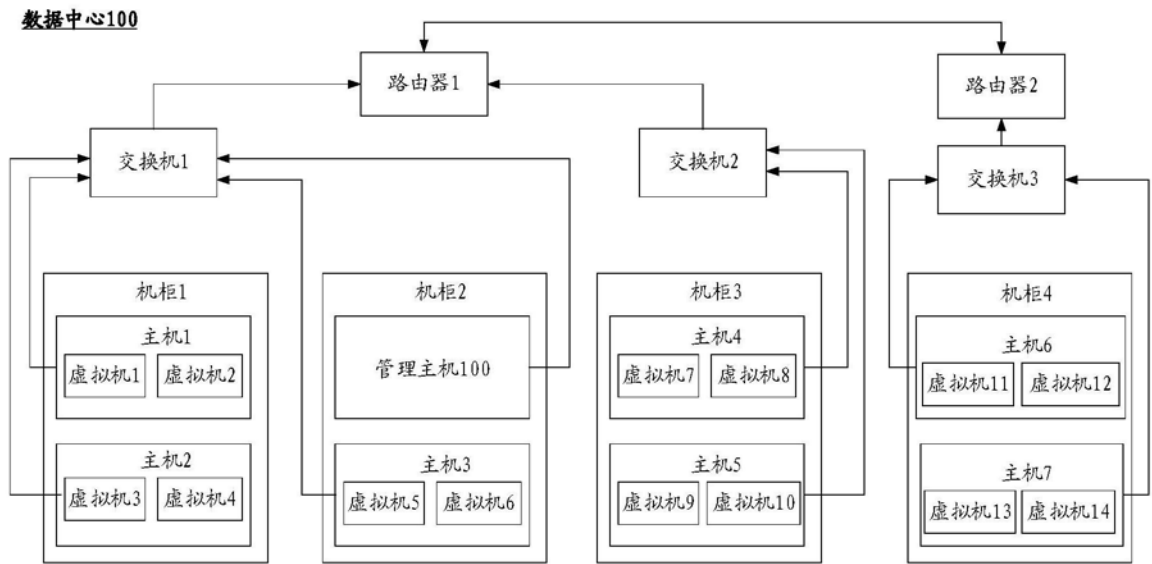 数据中心100
路由器1
路由器2
交换机1
交换机2
交换机3
机柜1
机柜2
机柜3
机柜4
主机1
虚拟机1
虚拟机2
管理主机100
主机4
虚拟机7
虚拟机8
主机6
虚拟机11
虚拟机12
主机2
虚拟机3
虚拟机4
主机3
虚拟机5
虚拟机6
主机5
虚拟机9
虚拟机10
主机7
虚拟机13
虚拟机14